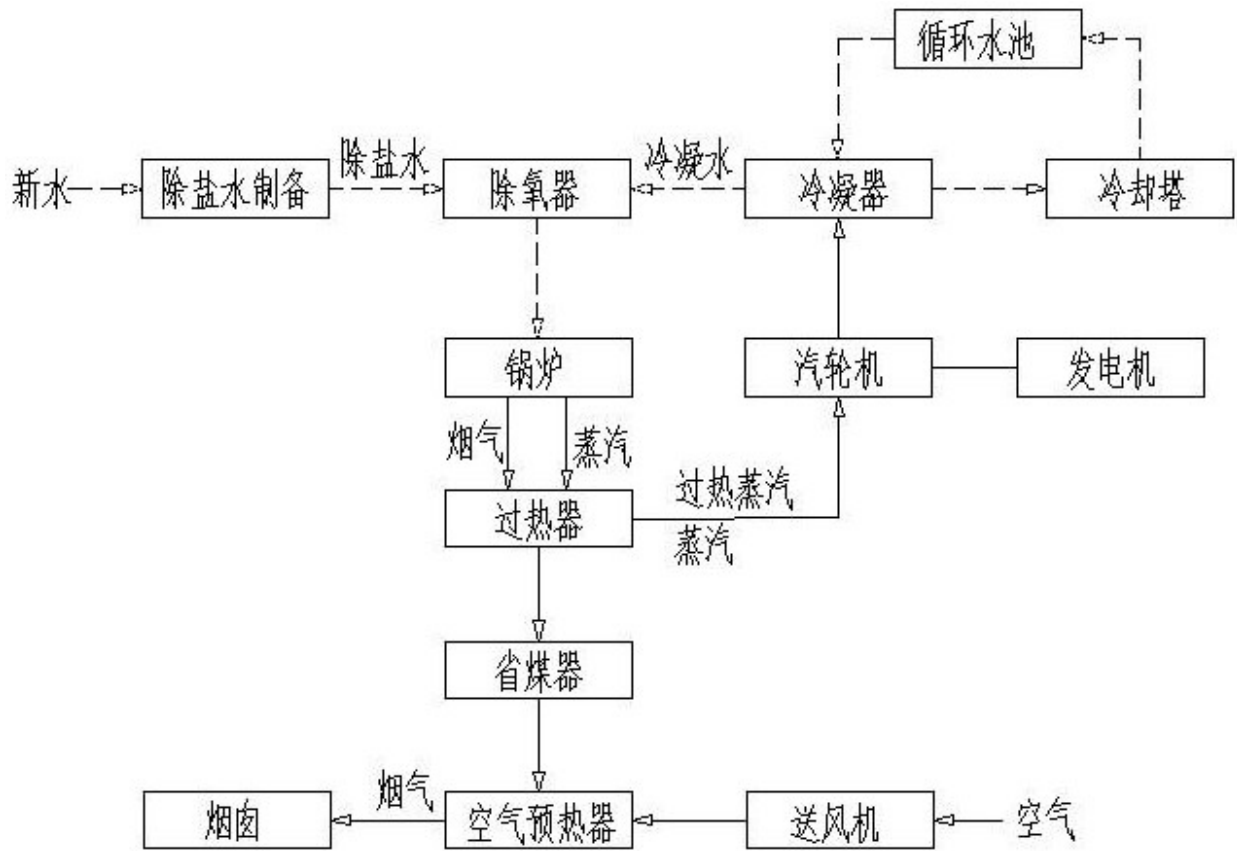 循环水池
新水
除盐水制备
除盐水
除氧器
冷凝水
冷凝器
冷却塔
锅炉
汽轮机
发电机
烟气
蒸汽
过热器
过热蒸汽
蒸汽
省煤器
烟囱
烟气
空气预热器
送风机
空气